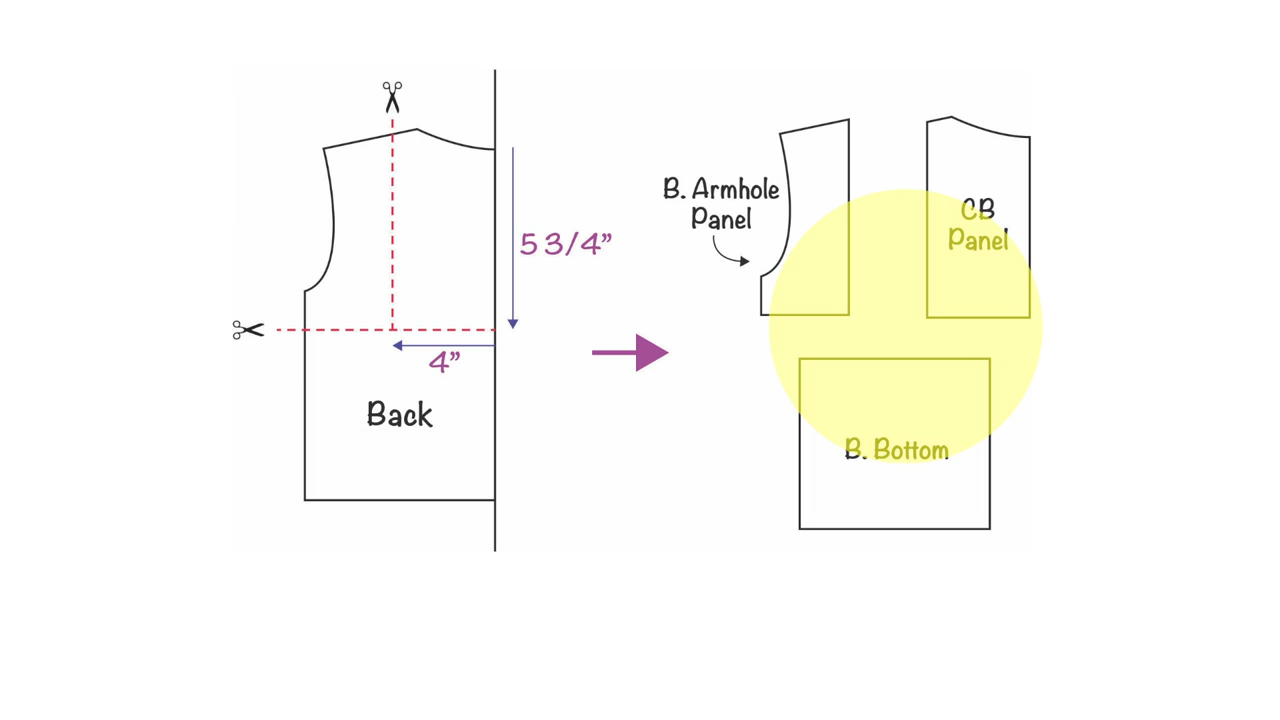 5 3/4”
4”
Back
B. Armhole
Panel
CB
Panel
B. Bottom